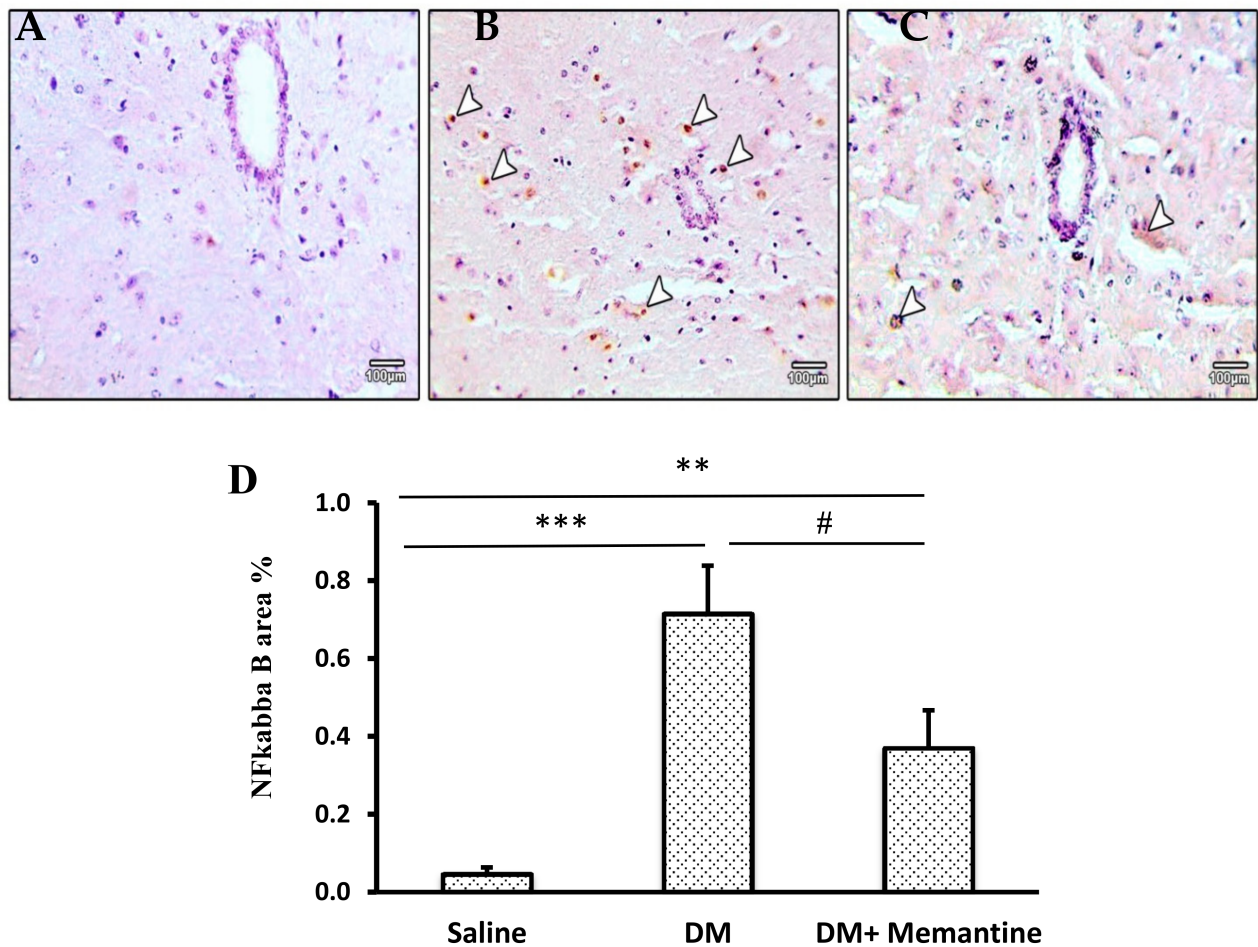 A
B
C
100μm
100μm
100μm
D
**
***
#
1.0
0.8
0.6
0.4
0.2
0.0
NFkabba B area %
Saline
DM
DM+ Memantine